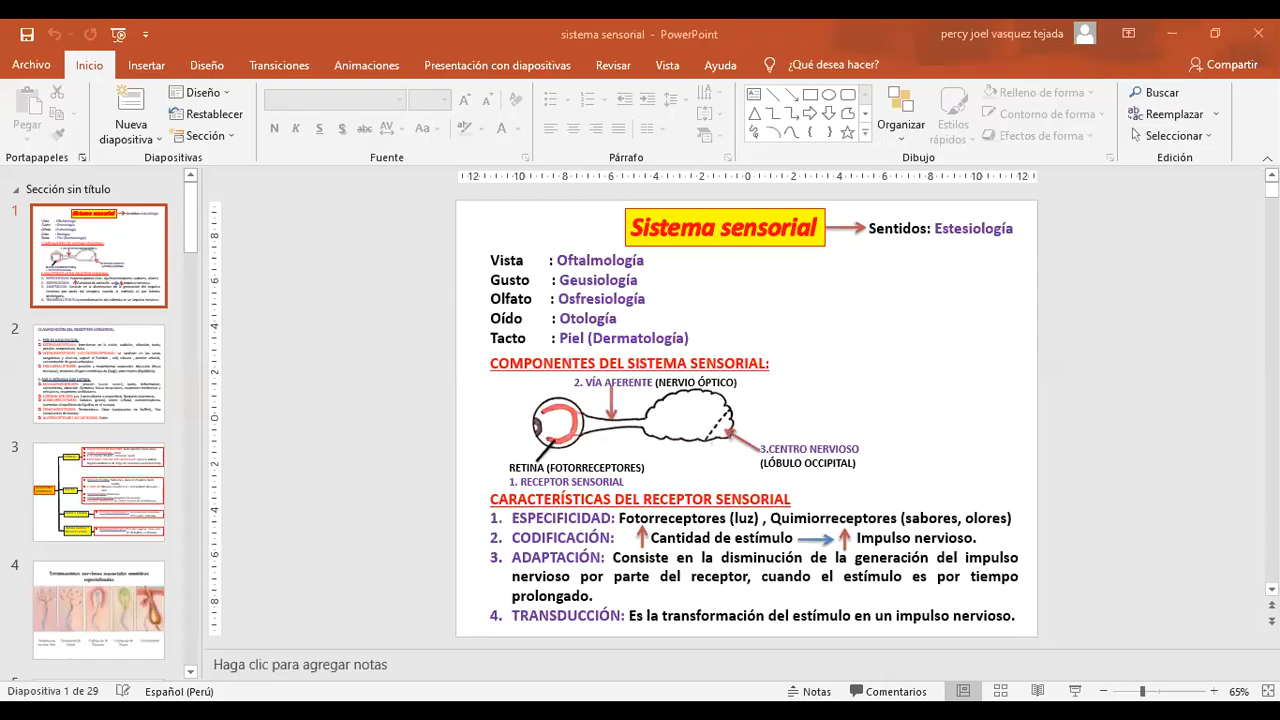 sistema sensorial - PowerPoint
percy joel vasquez tejada
Archivo Inicio Insertar Diseño Transiciones Animaciones Presentación con diapositivas Revisar Vista Ayuda ¿Qué desea hacer? Compartir
Pegar
Nueva diapositiva
Diseño
Restablecer
Sección
N K S abc AV Aa A
Organizar
Estilos rápidos
Relleno de forma
Contorno de forma
Efectos de forma
Buscar
Reemplazar
Seleccionar
Portapapeles Diapositivas Fuente Párrafo Dibujo Edición
Sección sin título
1
2
3
4
Sistema sensorial
Sentidos: Estesiología
Vista : Oftalmología
Gusto : Geusiología
Olfato : Osfresiología
Oído : Otología
Tacto : Piel (Dermatología)
COMPONENTES DEL SISTEMA SENSORIAL:
2. VÍA AFERENTE (NERVIO ÓPTICO)
3.CENTRO NERVIOSO
(LÓBULO OCCIPITAL)
RETINA (FOTORRECEPTORES)
1. RECEPTOR SENSORIAL
CARACTERÍSTICAS DEL RECEPTOR SENSORIAL
1. ESPECIFICIDAD: Fotorreceptores (luz) , (sabores, olores)
2. CODIFICACIÓN: Cantidad de estímulo — Impulso nervioso.
3. ADAPTACIÓN: Consiste en la disminución de la generación del impulso
nervioso por parte del receptor, cuando el estímulo es por tiempo
prolongado.
4. TRANSDUCCIÓN: Es la transformación del estímulo en un impulso nervioso.
Haga clic para agregar notas
Diapositiva 1 de 29 Español (Perú) Notas Comentarios 65%